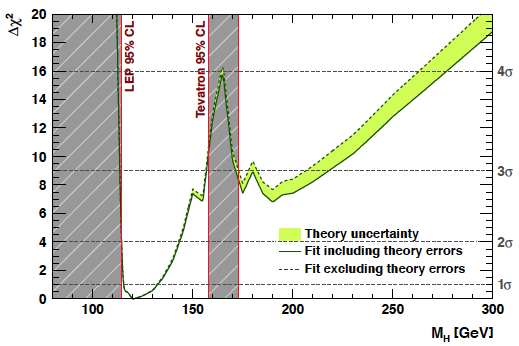 Δχ²
20
18
16
14
12
10
8
6
4
2
0
LEP 95% CL
Tevatron 95% CL
4σ
3σ
2σ
1σ
Theory uncertainty
Fit including theory errors
Fit excluding theory errors
100
150
200
250
300
M_H [GeV]